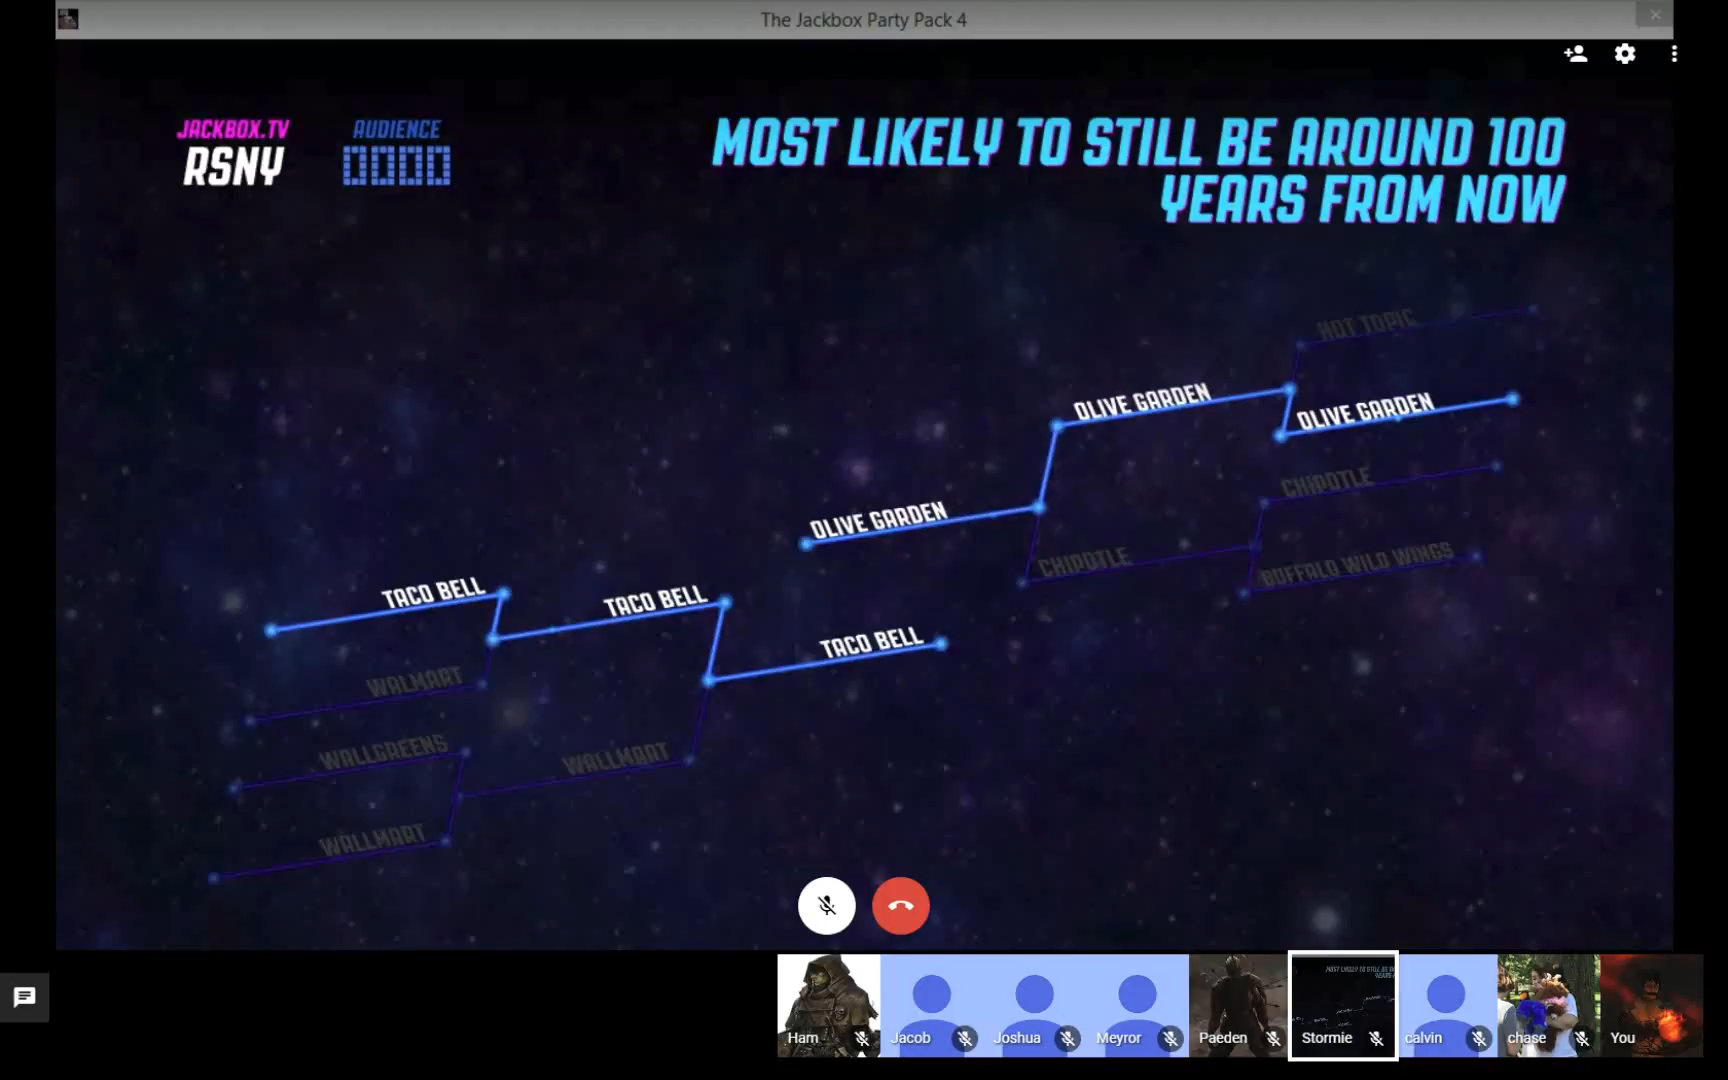 The Jackbox Party Pack 4
JACKBOX.TV
RSNY
AUDIENCE
0000
MOST LIKELY TO STILL BE AROUND 100
YEARS FROM NOW
HOT TOPIC
OLIVE GARDEN
OLIVE GARDEN
CHIPOTLE
OLIVE GARDEN
CHIPOTLE
BUFFALO WILD WINGS
TACO BELL
TACO BELL
TACO BELL
WALMART
WALLGREENS
WALLMART
WALLMART
Ham
Jacob
Joshua
Meyror
Paeden
Stormie
calvin
chase
You